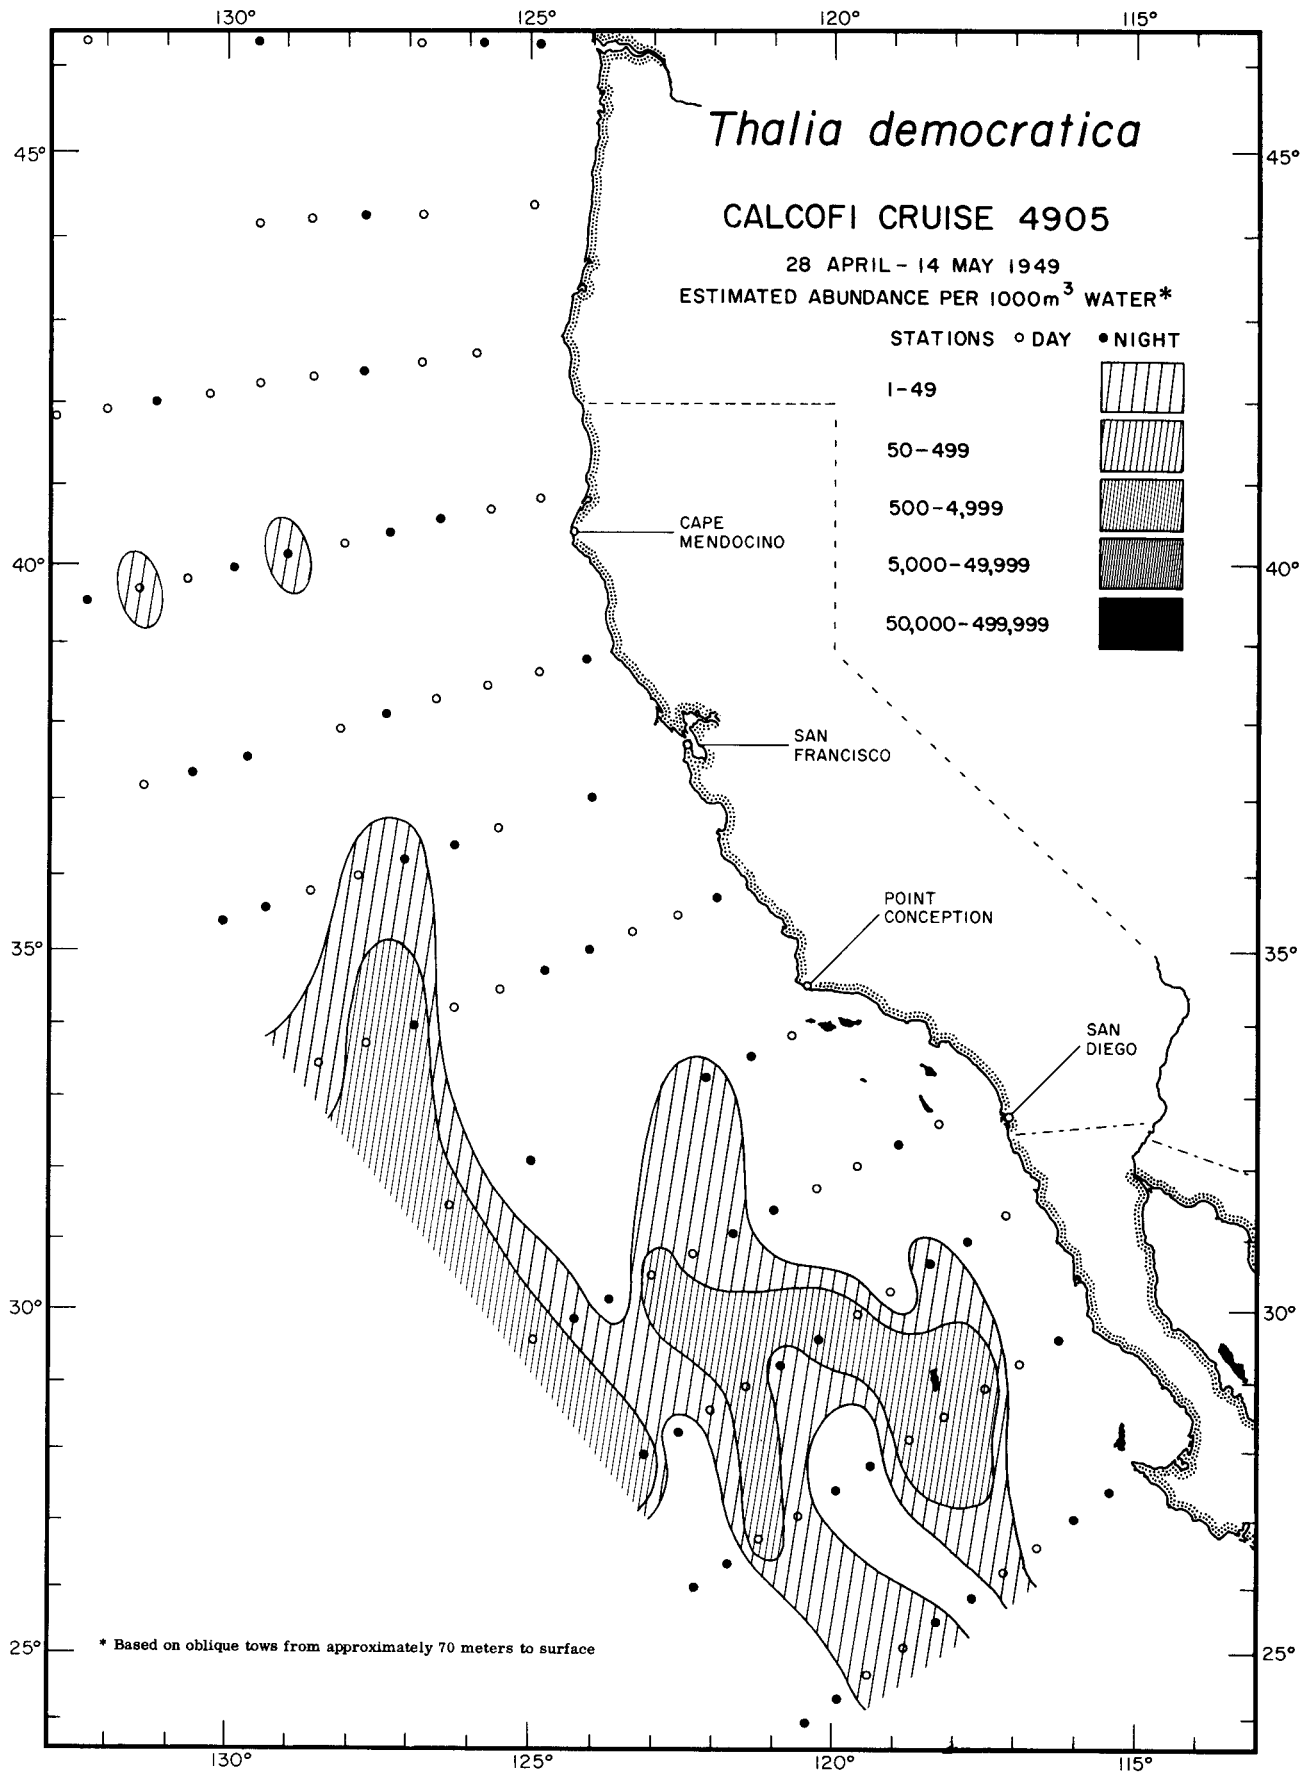 130° 125° 120° 115°
Thalia democratica
45° 45°
CALCOFI CRUISE 4905
28 APRIL – 14 MAY 1949
ESTIMATED ABUNDANCE PER 1000m³ WATER*
STATIONS ○ DAY ● NIGHT
1–49
50–499
500–4,999
5,000–49,999
50,000–499,999
CAPE
MENDOCINO
40° 40°
SAN
FRANCISCO
POINT
CONCEPTION
35° 35°
SAN
DIEGO
30° 30°
* Based on oblique tows from approximately 70 meters to surface
25° 25°
130° 125° 120° 115°